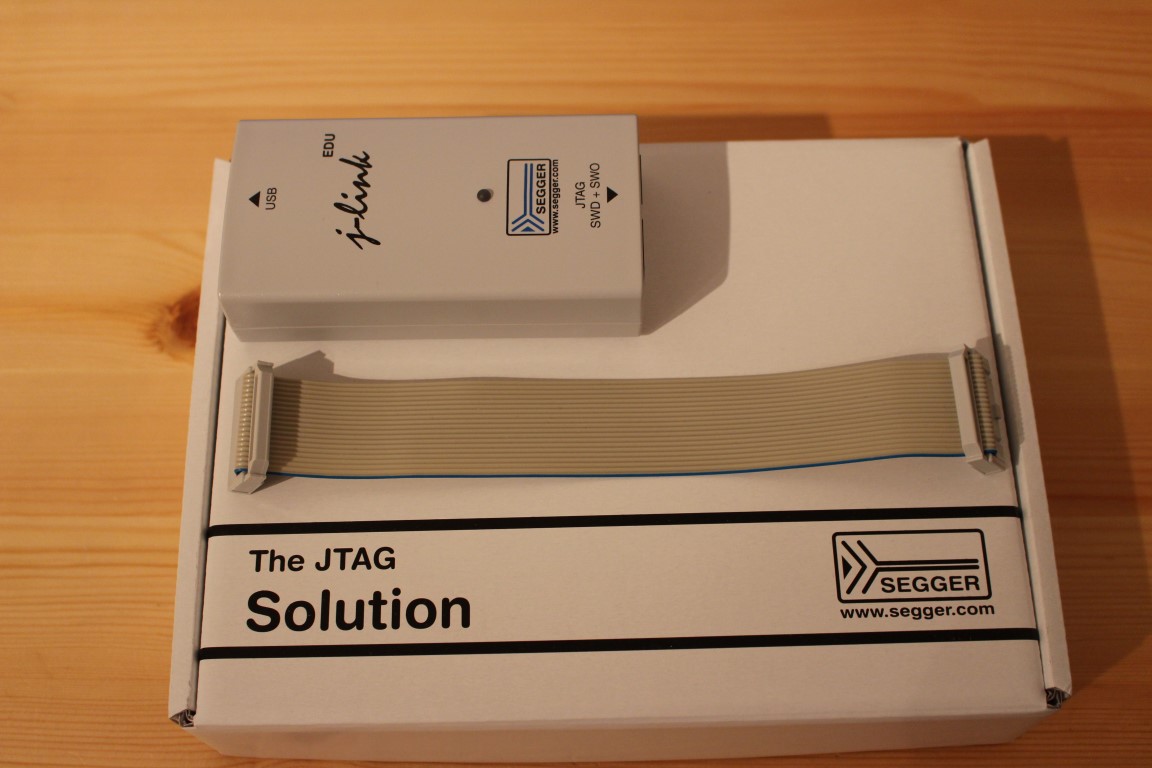 EDU
j-link
USB
SEGGER
www.segger.com
JTAG
SWD + SWO
The JTAG
Solution
SEGGER
www.segger.com